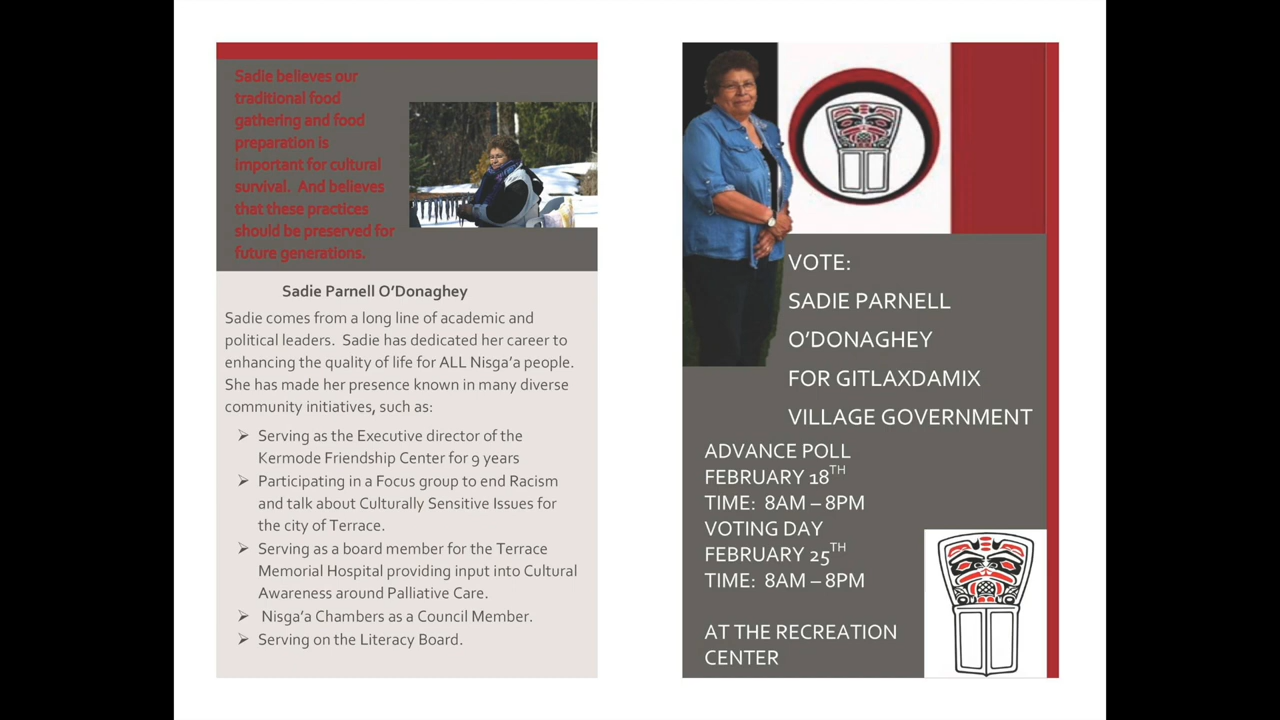 Sadie believes our
traditional food
gathering and food
preparation is
important for cultural
survival. And believes
that these practices
should be preserved for
future generations.
Sadie Parnell O’Donaghey
Sadie comes from a long line of academic and
political leaders. Sadie has dedicated her career to
enhancing the quality of life for ALL Nisga’a people.
She has made her presence known in many diverse
community initiatives, such as:
➢ Serving as the Executive director of the
Kermode Friendship Center for 9 years
➢ Participating in a Focus group to end Racism
and talk about Culturally Sensitive Issues for
the city of Terrace.
➢ Serving as a board member for the Terrace
Memorial Hospital providing input into Cultural
Awareness around Palliative Care.
➢ Nisga’a Chambers as a Council Member.
➢ Serving on the Literacy Board.
VOTE:
SADIE PARNELL
O’DONAGHEY
FOR GITLAXDAMIX
VILLAGE GOVERNMENT
ADVANCE POLL
FEBRUARY 18TH
TIME: 8AM – 8PM
VOTING DAY
FEBRUARY 25TH
TIME: 8AM – 8PM
AT THE RECREATION
CENTER